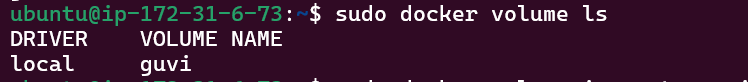 ubuntu@ip-172-31-6-73:~$ sudo docker volume ls
DRIVER    VOLUME NAME
local     guvi